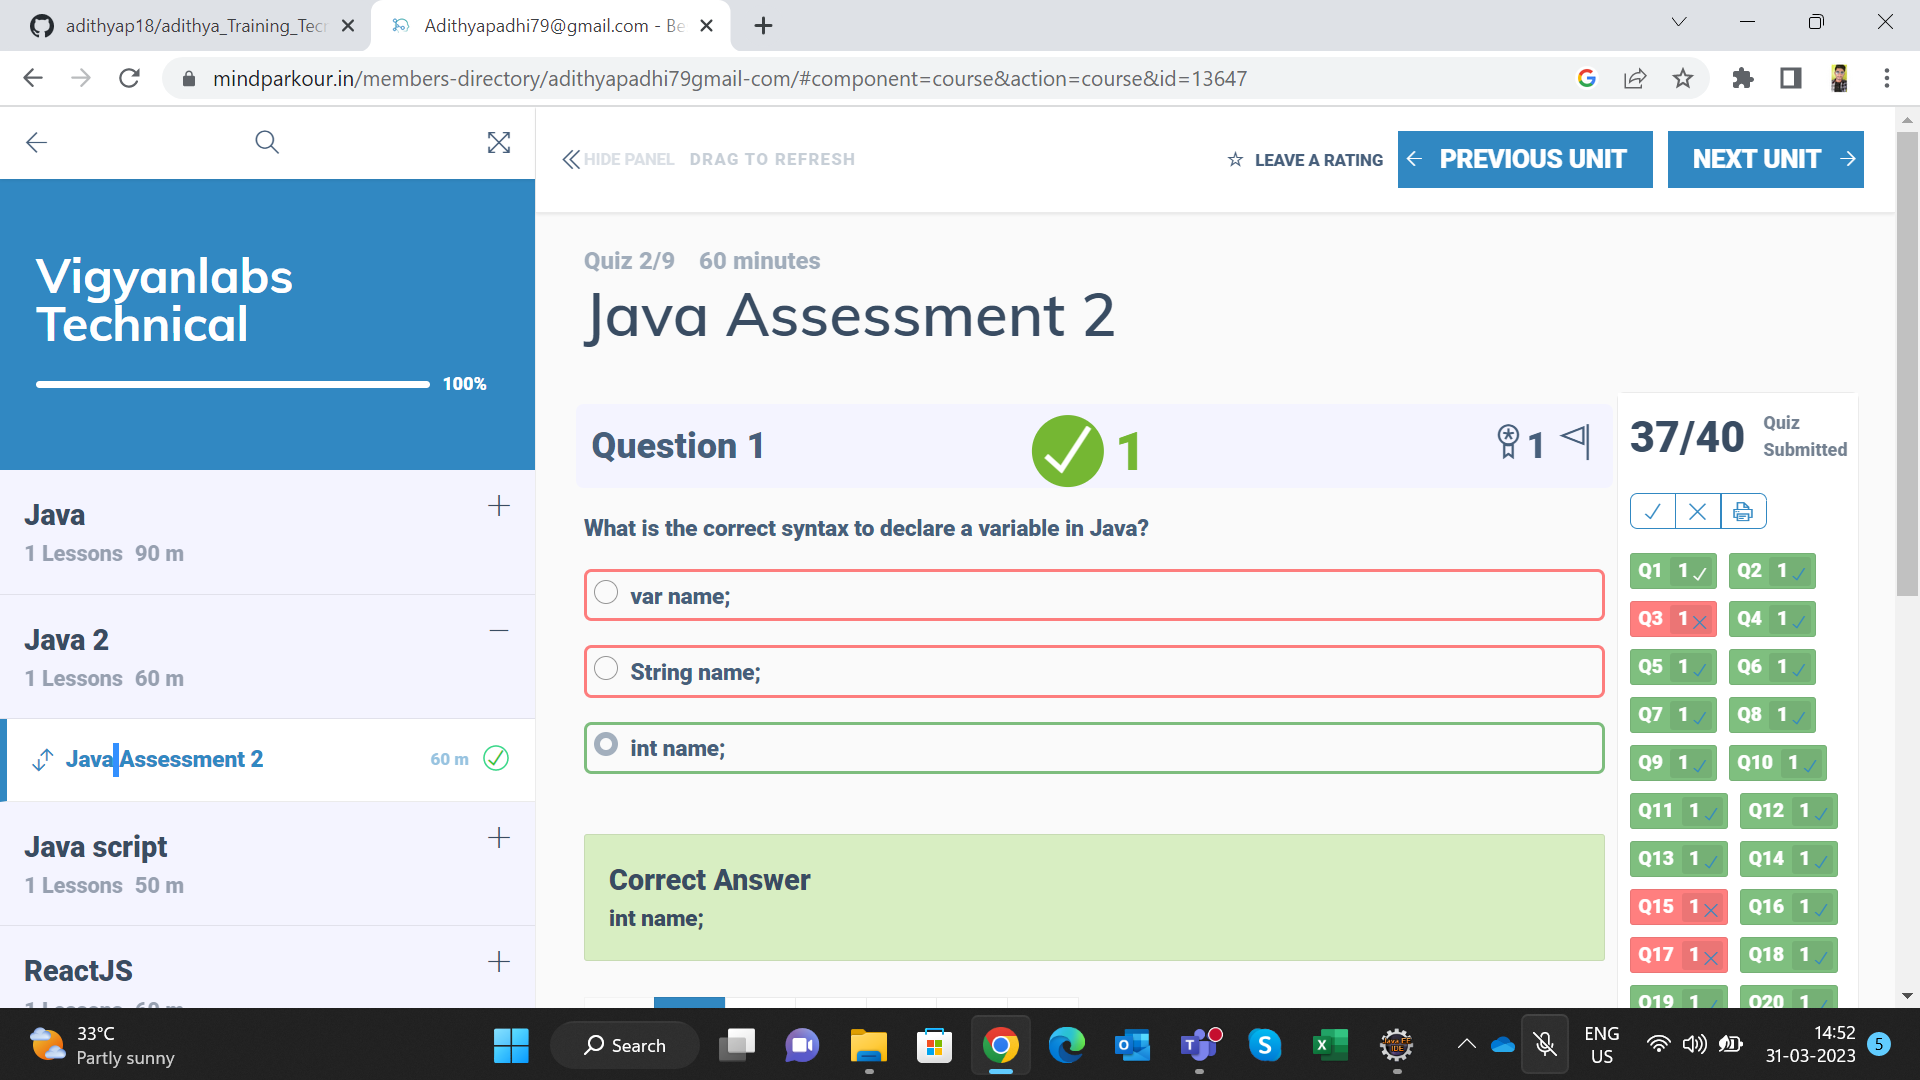 adithyap18/adithya_Training_Tecr
Adithyapadhi79@gmail.com - Be
mindparkour.in/members-directory/adithyapadhi79gmail-com/#component=course&action=course&id=13647
HIDE PANEL DRAG TO REFRESH
LEAVE A RATING
PREVIOUS UNIT
NEXT UNIT
Vigyanlabs
Technical
100%
Java
1 Lessons 90 m
Java 2
1 Lessons 60 m
Java Assessment 2 60 m
Java script
1 Lessons 50 m
ReactJS
1 Lessons 60 m
Quiz 2/9 60 minutes
Java Assessment 2
Question 1 1 1
What is the correct syntax to declare a variable in Java?
var name;
String name;
int name;
Correct Answer
int name;
37/40 Quiz
Submitted
Q1 1 Q2 1
Q3 1 Q4 1
Q5 1 Q6 1
Q7 1 Q8 1
Q9 1 Q10 1
Q11 1 Q12 1
Q13 1 Q14 1
Q15 1 Q16 1
Q17 1 Q18 1
Q19 1 Q20 1
33°C
Partly sunny
Search
Java EE
IDE
ENG
US
14:52
31-03-2023
5